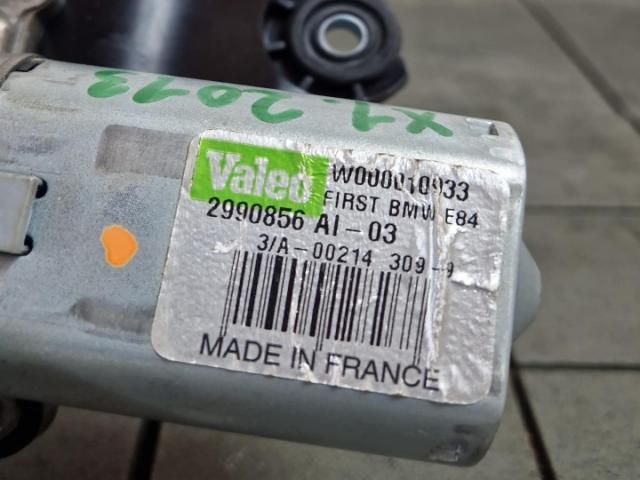 X1-2013
Valeo
W000010933
FIRST BMW E84
2990856 AI-03
3/A-00214 309-9
MADE IN FRANCE